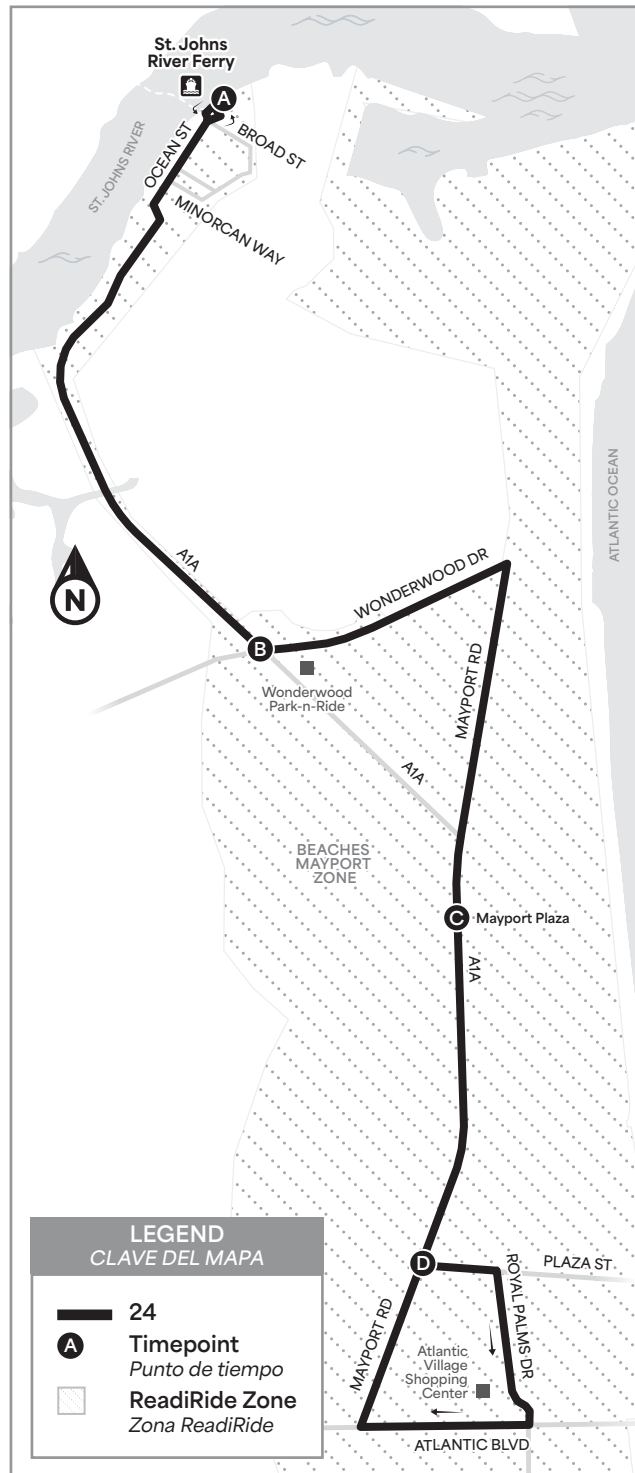 St. Johns
River Ferry
A
OCEAN ST
BROAD ST
ST. JOHNS RIVER
MINORCAN WAY
ATLANTIC OCEAN
A1A
WONDERWOOD DR
N
B
MAYPORT RD
Wonderwood
Park-n-Ride
A1A
BEACHES
MAYPORT
ZONE
C
Mayport Plaza
A1A
D
PLAZA ST
ROYAL PALMS DR
MAYPORT RD
Atlantic
Village
Shopping
Center
ATLANTIC BLVD
LEGEND
CLAVE DEL MAPA
24
A
Timepoint
Punto de tiempo
ReadiRide Zone
Zona ReadiRide